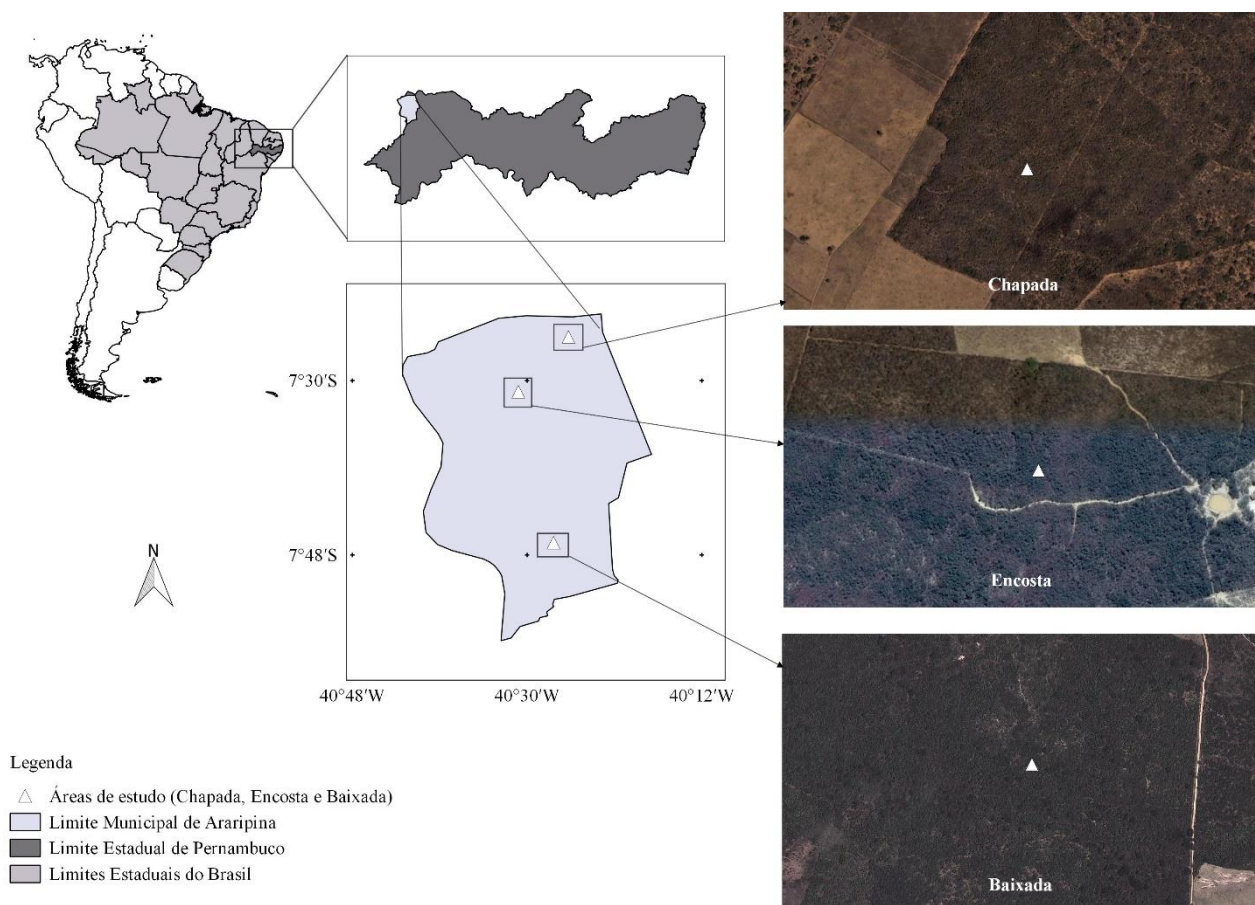 Chapada
7°30'S
Encosta
7°48'S
N
40°48'W 40°30'W 40°12'W
Baixada
Legenda
Áreas de estudo (Chapada, Encosta e Baixada)
Limite Municipal de Araripina
Limite Estadual de Pernambuco
Limites Estaduais do Brasil